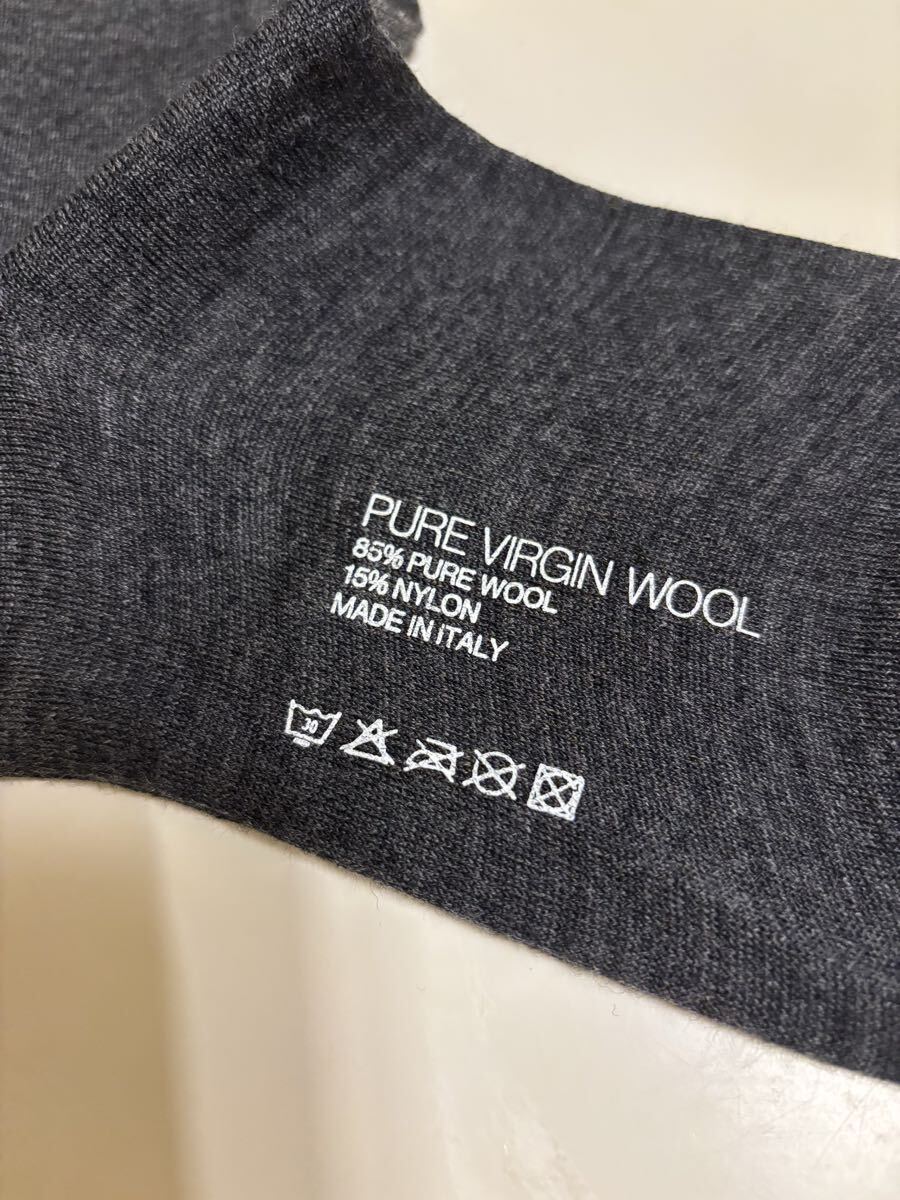 PURE VIRGIN WOOL
85% PURE WOOL
15% NYLON
MADE IN ITALY
30